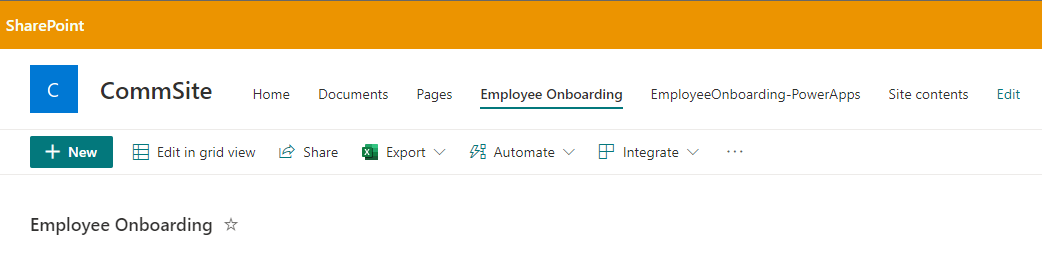 SharePoint
C CommSite Home Documents Pages Employee Onboarding EmployeeOnboarding-PowerApps Site contents Edit
+ New Edit in grid view Share Export Automate Integrate ...
Employee Onboarding